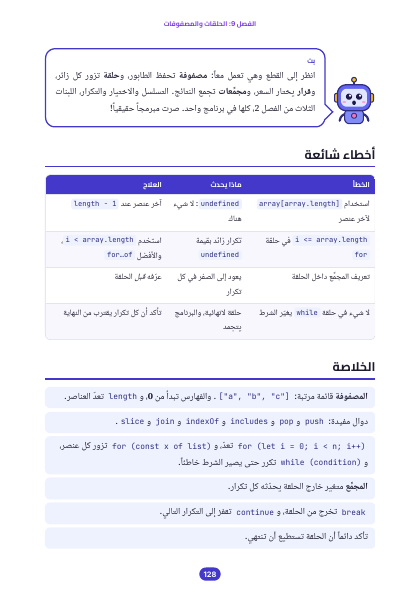 الفصل 9: الحلقات والمصفوفات
بت
انظر إلى القطع وهي تعمل معاً: مصفوفة تحفظ الطابور، وحلقة تزور كل زائر،
وقرار يختار السعر، ومجمِّعات تجمع النتائج. التسلسل والاختيار والتكرار، اللبنات
الثلاث من الفصل 2، كلها في برنامج واحد. صرت مبرمجاً حقيقياً!
أخطاء شائعة
الخطأ ماذا يحدث العلاج
استخدام array[array.length] undefined: لا شيء آخر عنصر عند length - 1
لآخر عنصر هناك
i <= array.length في حلقة تكرار زائد بقيمة استخدم i < array.length،
for undefined والأفضل for…of
تعريف المجمِّع داخل الحلقة يعود إلى الصفر في كل عرّفه قبل الحلقة
تكرار
لا شيء في حلقة while يغيّر الشرط حلقة لانهائية، والبرنامج تأكد أن كل تكرار يقترب من النهاية
يتجمد
الخلاصة
المصفوفة قائمة مرتبة: ["a", "b", "c"]. والفهارس تبدأ من 0، و length تعدّ العناصر.
دوال مفيدة: push و pop و includes و indexOf و join و slice.
for (let i = 0; i < n; i++) تعدّ، و for (const x of list) تزور كل عنصر،
و while (condition) تكرر حتى يصير الشرط خاطئاً.
المجمِّع متغير خارج الحلقة يحدّثه كل تكرار.
break تخرج من الحلقة، و continue تقفز إلى التكرار التالي.
تأكد دائماً أن الحلقة تستطيع أن تنتهي.
128